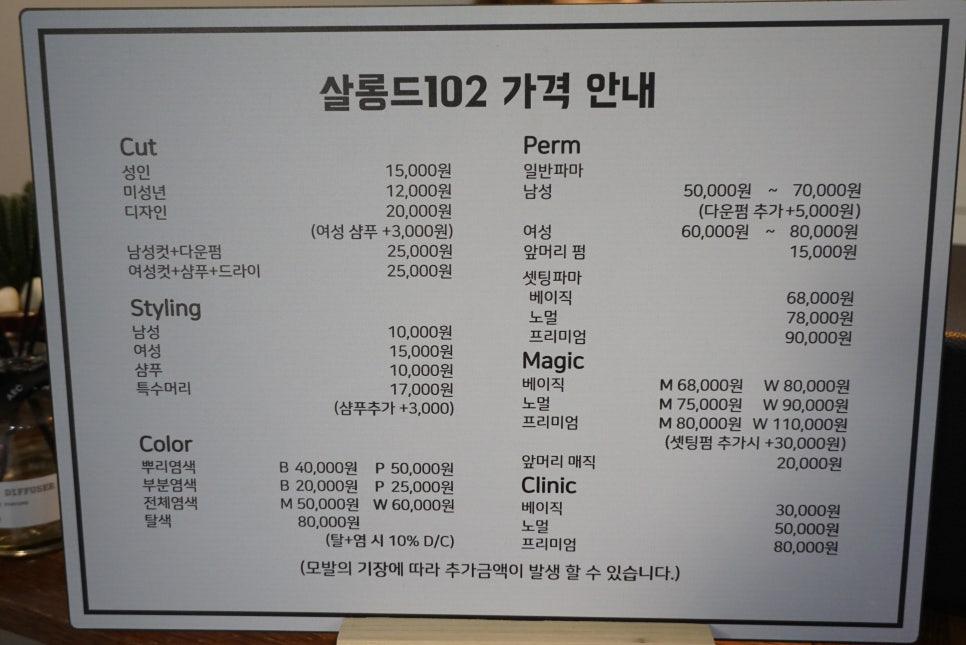 살롱드102 가격 안내
Cut
성인 15,000원
미성년 12,000원
디자인 20,000원
(여성 샴푸 +3,000원)
남성컷+다운펌 25,000원
여성컷+샴푸+드라이 25,000원
Styling
남성 10,000원
여성 15,000원
샴푸 10,000원
특수머리 17,000원
(샴푸추가 +3,000)
Color
뿌리염색 B 40,000원 P 50,000원
부분염색 B 20,000원 P 25,000원
전체염색 M 50,000원 W 60,000원
탈색 80,000원
(탈+염 시 10% D/C)
Perm
일반파마
남성 50,000원 ~ 70,000원
(다운펌 추가+5,000원)
여성 60,000원 ~ 80,000원
앞머리 펌 15,000원
셋팅파마
베이직 68,000원
노멀 78,000원
프리미엄 90,000원
Magic
베이직 M 68,000원 W 80,000원
노멀 M 75,000원 W 90,000원
프리미엄 M 80,000원 W 110,000원
(셋팅펌 추가시 +30,000원)
앞머리 매직 20,000원
Clinic
베이직 30,000원
노멀 50,000원
프리미엄 80,000원
(모발의 기장에 따라 추가금액이 발생 할 수 있습니다.)
DIFFUSER